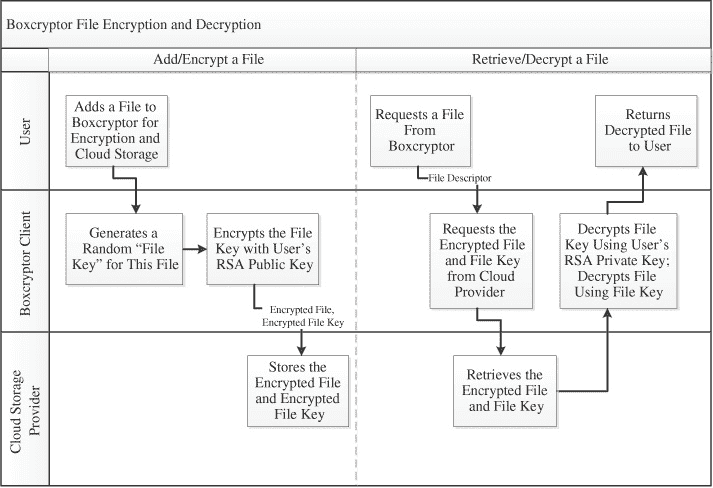 Boxcryptor File Encryption and Decryption
Add/Encrypt a File
Retrieve/Decrypt a File
User
Adds a File to
Boxcryptor for
Encryption and
Cloud Storage
Requests a File
From
Boxcryptor
File Descriptor
Returns
Decrypted File
to User
Boxcryptor Client
Generates a
Random “File
Key” for This File
Encrypts the File
Key with User’s
RSA Public Key
Encrypted File,
Encrypted File Key
Requests the
Encrypted File
and File Key
from Cloud
Provider
Decrypts File
Key Using User’s
RSA Private Key;
Decrypts File
Using File Key
Cloud Storage
Provider
Stores the
Encrypted File
and Encrypted
File Key
Retrieves the
Encrypted File
and File Key